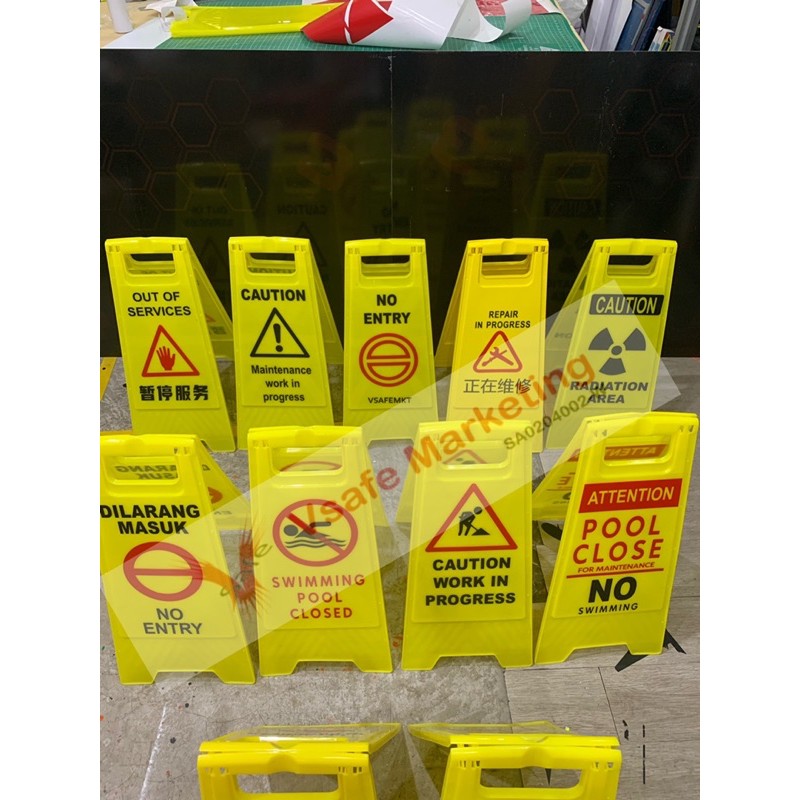 OUT OF
SERVICES
暂停服务
CAUTION
Maintenance
work in
progress
NO
ENTRY
VSAFEMKT
REPAIR
IN PROGRESS
正在维修
CAUTION
RADIATION
AREA
DILARANG
MASUK
NO
ENTRY
SWIMMING
POOL
CLOSED
CAUTION
WORK IN
PROGRESS
ATTENTION
POOL
CLOSE
FOR MAINTENANCE
NO
SWIMMING
Vsafe Marketing